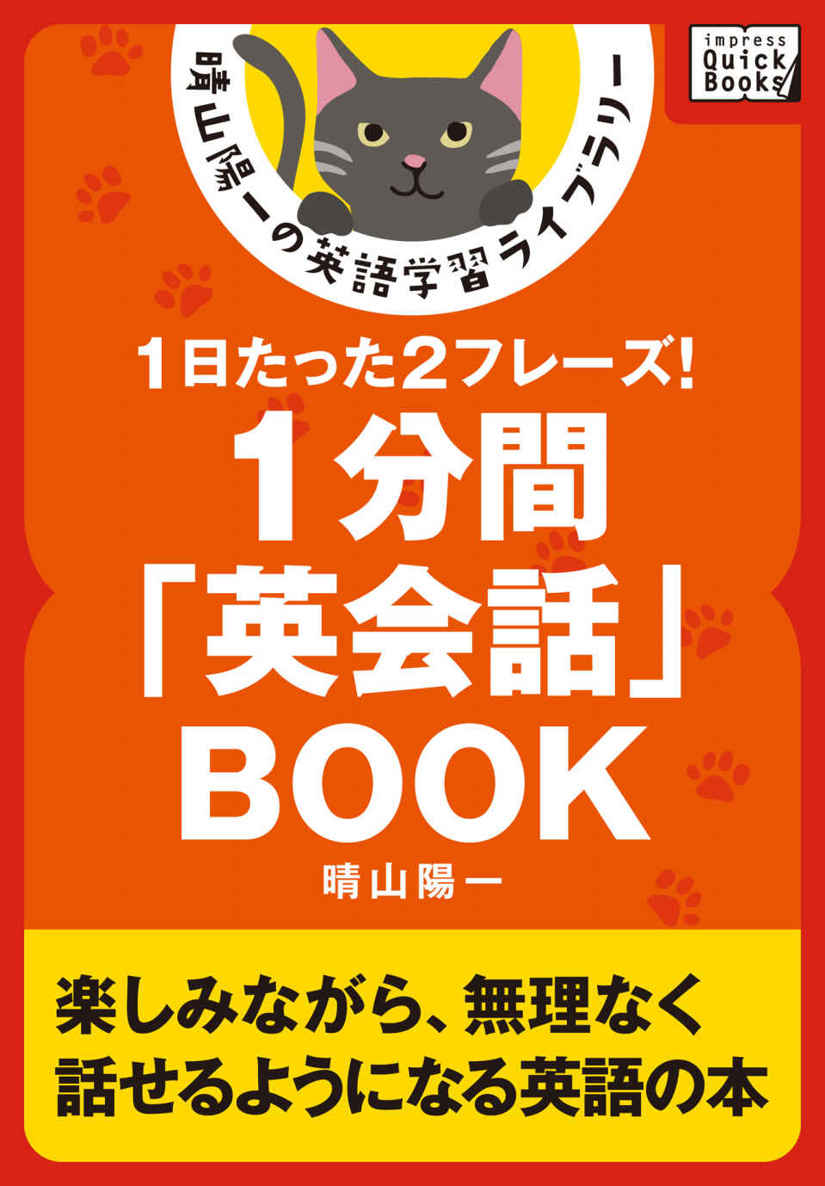 impress
Quick
Books
晴山陽一の英語学習ライブラリー
1日たった2フレーズ!
1分間
「英会話」
BOOK
晴山陽一
楽しみながら、無理なく
話せるようになる英語の本